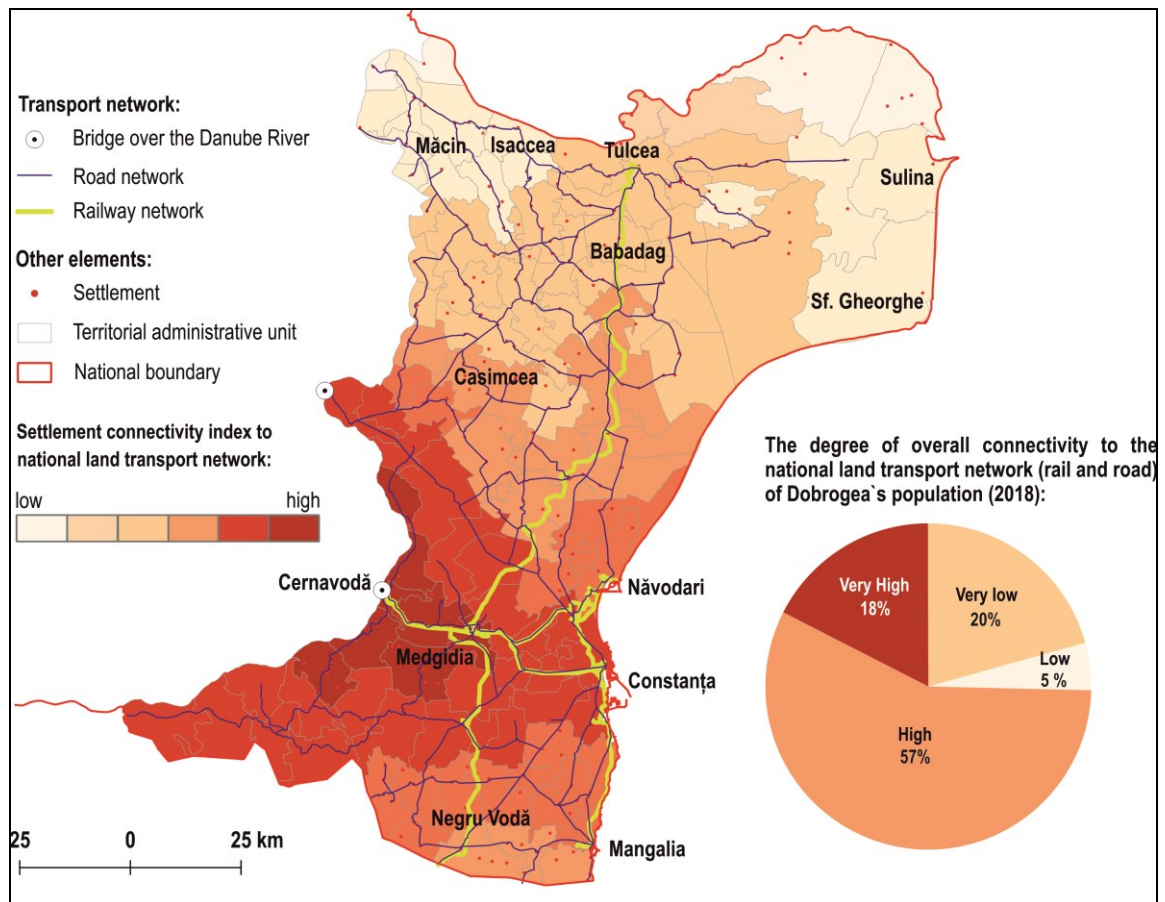 Transport network:
Bridge over the Danube River
Road network
Railway network
Other elements:
Settlement
Territorial administrative unit
National boundary
Settlement connectivity index to
national land transport network:
low high
Măcin
Isaccea
Tulcea
Sulina
Babadag
Sf. Gheorghe
Casimcea
Cernavodă
Năvodari
Medgidia
Constanța
Negru Vodă
Mangalia
25 0 25 km
The degree of overall connectivity to the
national land transport network (rail and road)
of Dobrogea`s population (2018):
Very High
18%
Very low
20%
Low
5 %
High
57%